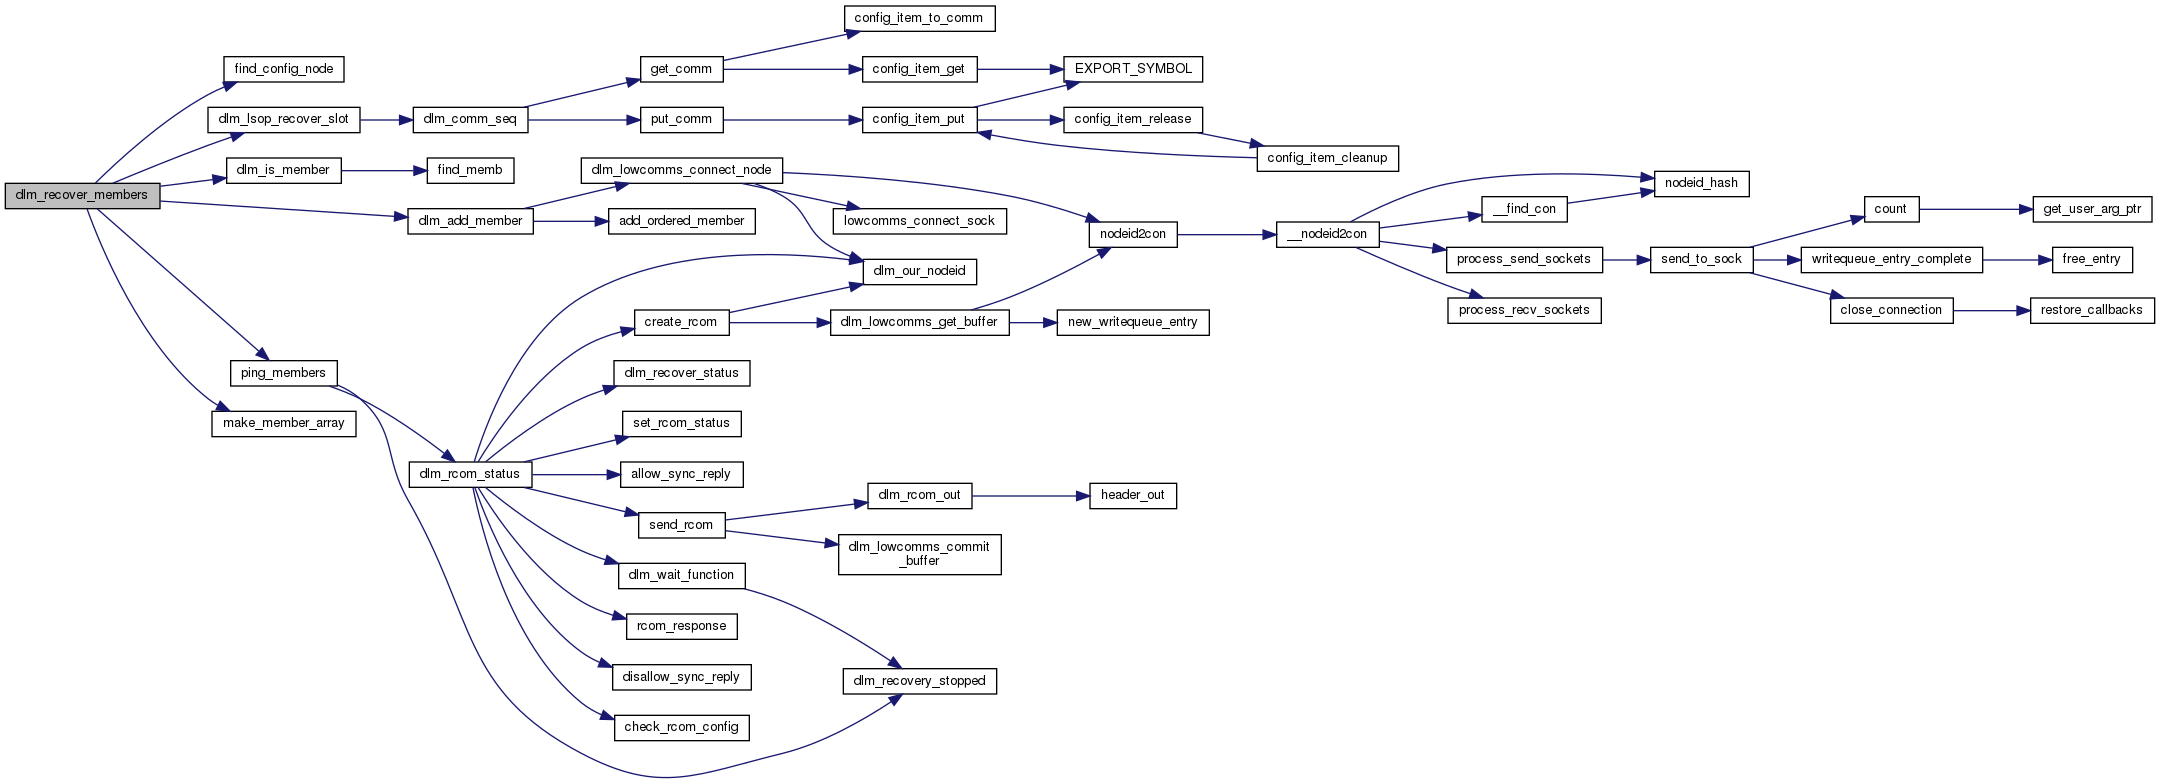 config_item_to_comm
find_config_node
get_comm
config_item_get
EXPORT_SYMBOL
dlm_lsop_recover_slot
dlm_comm_seq
put_comm
config_item_put
config_item_release
config_item_cleanup
dlm_is_member
find_memb
dlm_lowcomms_connect_node
nodeid_hash
dlm_recover_members
dlm_add_member
add_ordered_member
lowcomms_connect_sock
nodeid2con
__nodeid2con
__find_con
count
get_user_arg_ptr
process_send_sockets
send_to_sock
writequeue_entry_complete
free_entry
dlm_our_nodeid
process_recv_sockets
close_connection
restore_callbacks
create_rcom
dlm_lowcomms_get_buffer
new_writequeue_entry
ping_members
dlm_recover_status
make_member_array
set_rcom_status
dlm_rcom_status
allow_sync_reply
dlm_rcom_out
header_out
send_rcom
dlm_lowcomms_commit
_buffer
dlm_wait_function
rcom_response
disallow_sync_reply
dlm_recovery_stopped
check_rcom_config